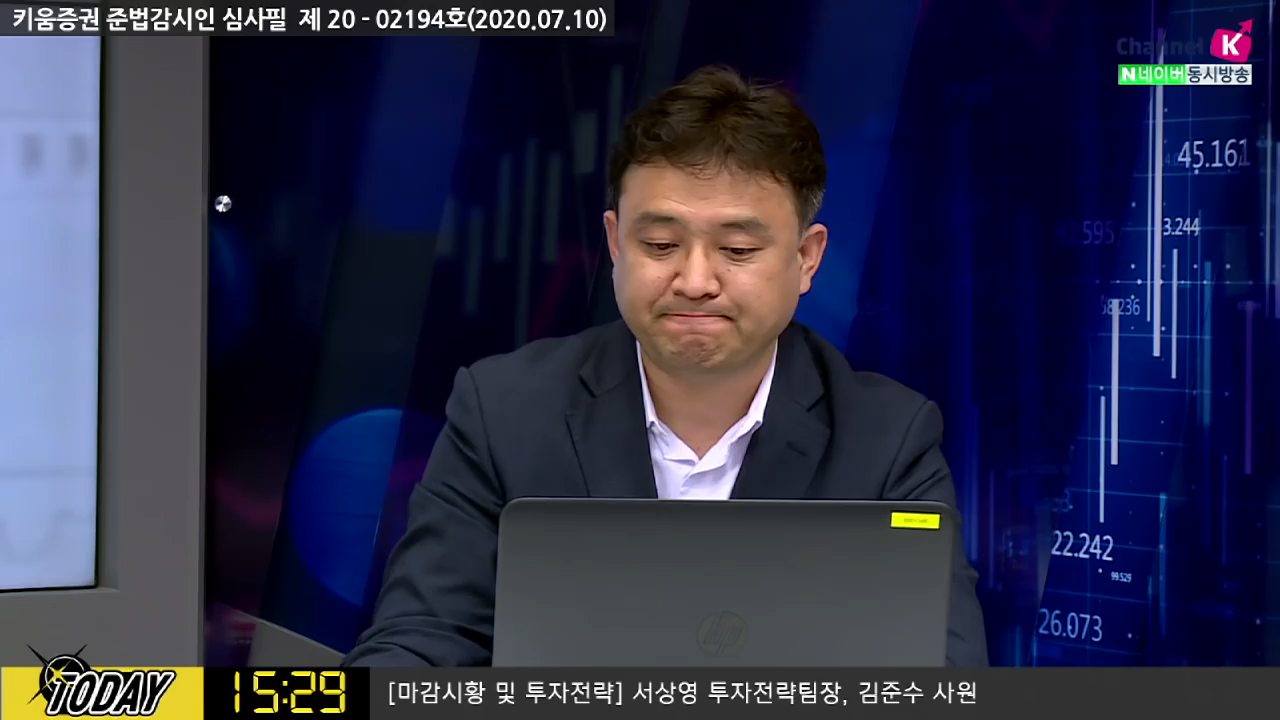 키움증권 준법감시인 심사필 제 20 - 02194호(2020.07.10)
Channel K
N 네이버 동시방송
45.161
3.244
22.242
99.529
26.073
hp
TODAY 15:29 [마감시황 및 투자전략] 서상영 투자전략팀장, 김준수 사원